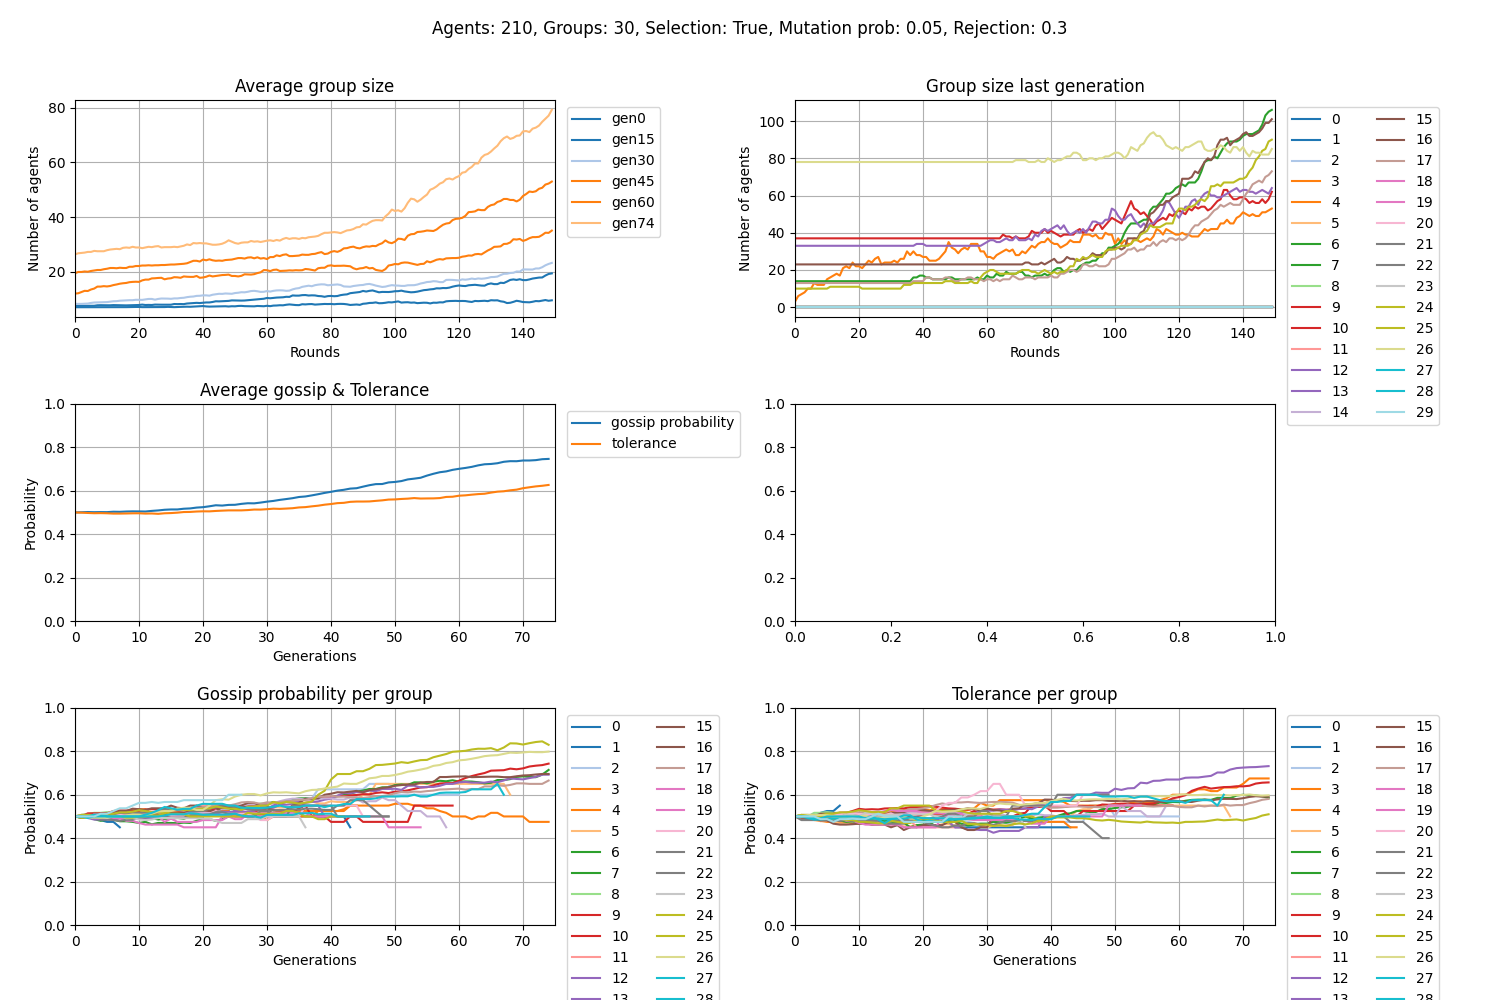 Agents: 210, Groups: 30, Selection: True, Mutation prob: 0.05, Rejection: 0.3
Average group size
Number of agents
80
60
40
20
0 20 40 60 80 100 120 140
Rounds
gen0
gen15
gen30
gen45
gen60
gen74
Group size last generation
Number of agents
100
80
60
40
20
0
0 20 40 60 80 100 120 140
Rounds
0 15
1 16
2 17
3 18
4 19
5 20
6 21
7 22
8 23
9 24
10 25
11 26
12 27
13 28
14 29
Average gossip & Tolerance
Probability
1.0
0.8
0.6
0.4
0.2
0.0
0 10 20 30 40 50 60 70
Generations
gossip probability
tolerance
1.0
0.8
0.6
0.4
0.2
0.0
0.0 0.2 0.4 0.6 0.8 1.0
Gossip probability per group
Probability
1.0
0.8
0.6
0.4
0.2
0.0
0 10 20 30 40 50 60 70
Generations
0 15
1 16
2 17
3 18
4 19
5 20
6 21
7 22
8 23
9 24
10 25
11 26
12 27
13 28
Tolerance per group
Probability
1.0
0.8
0.6
0.4
0.2
0.0
0 10 20 30 40 50 60 70
Generations
0 15
1 16
2 17
3 18
4 19
5 20
6 21
7 22
8 23
9 24
10 25
11 26
12 27
13 28